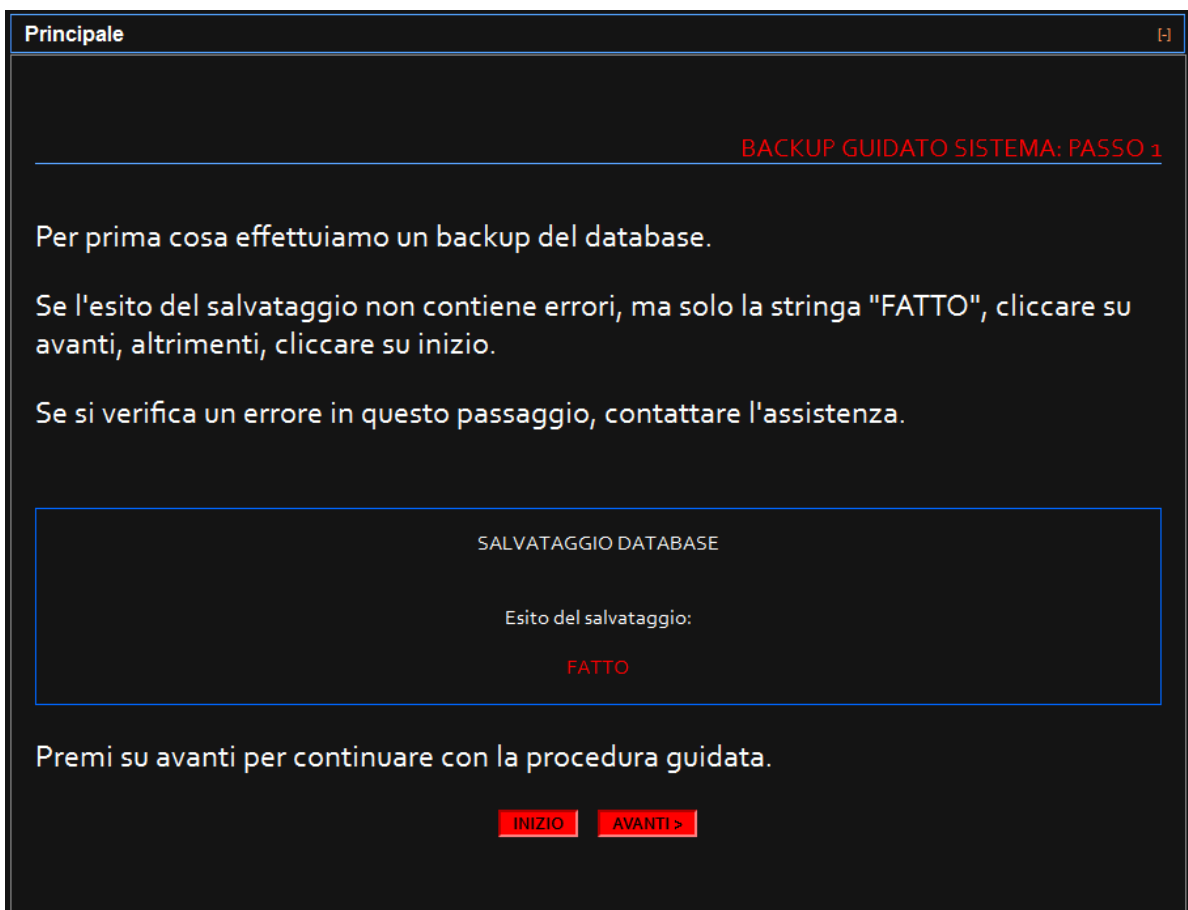 Principale [-]
BACKUP GUIDATO SISTEMA: PASSO 1
Per prima cosa effettuiamo un backup del database.
Se l'esito del salvataggio non contiene errori, ma solo la stringa "FATTO", cliccare su
avanti, altrimenti, cliccare su inizio.
Se si verifica un errore in questo passaggio, contattare l'assistenza.
SALVATAGGIO DATABASE
Esito del salvataggio:
FATTO
Premi su avanti per continuare con la procedura guidata.
INIZIO AVANTI >